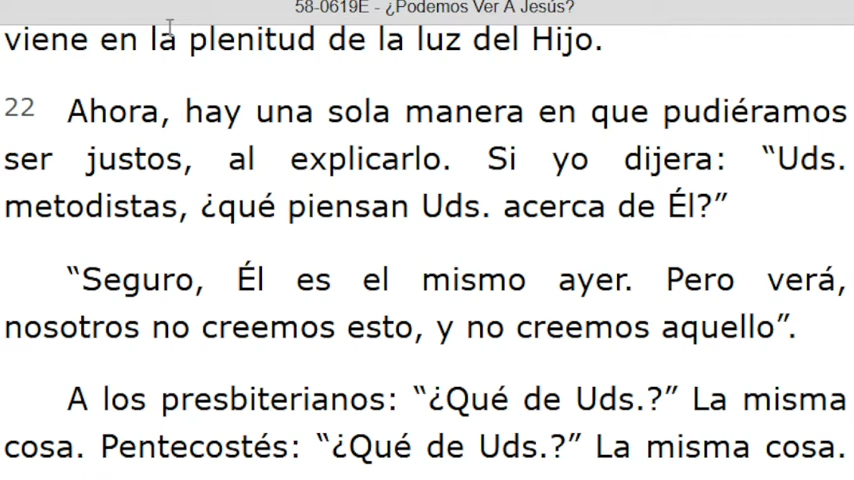 58-0619E - ¿Podemos Ver A Jesús?
viene en la plenitud de la luz del Hijo.
22 Ahora, hay una sola manera en que pudiéramos
ser justos, al explicarlo. Si yo dijera: “Uds.
metodistas, ¿qué piensan Uds. acerca de Él?”
“Seguro, Él es el mismo ayer. Pero verá,
nosotros no creemos esto, y no creemos aquello”.
A los presbiterianos: “¿Qué de Uds.?” La misma
cosa. Pentecostés: “¿Qué de Uds.?” La misma cosa.